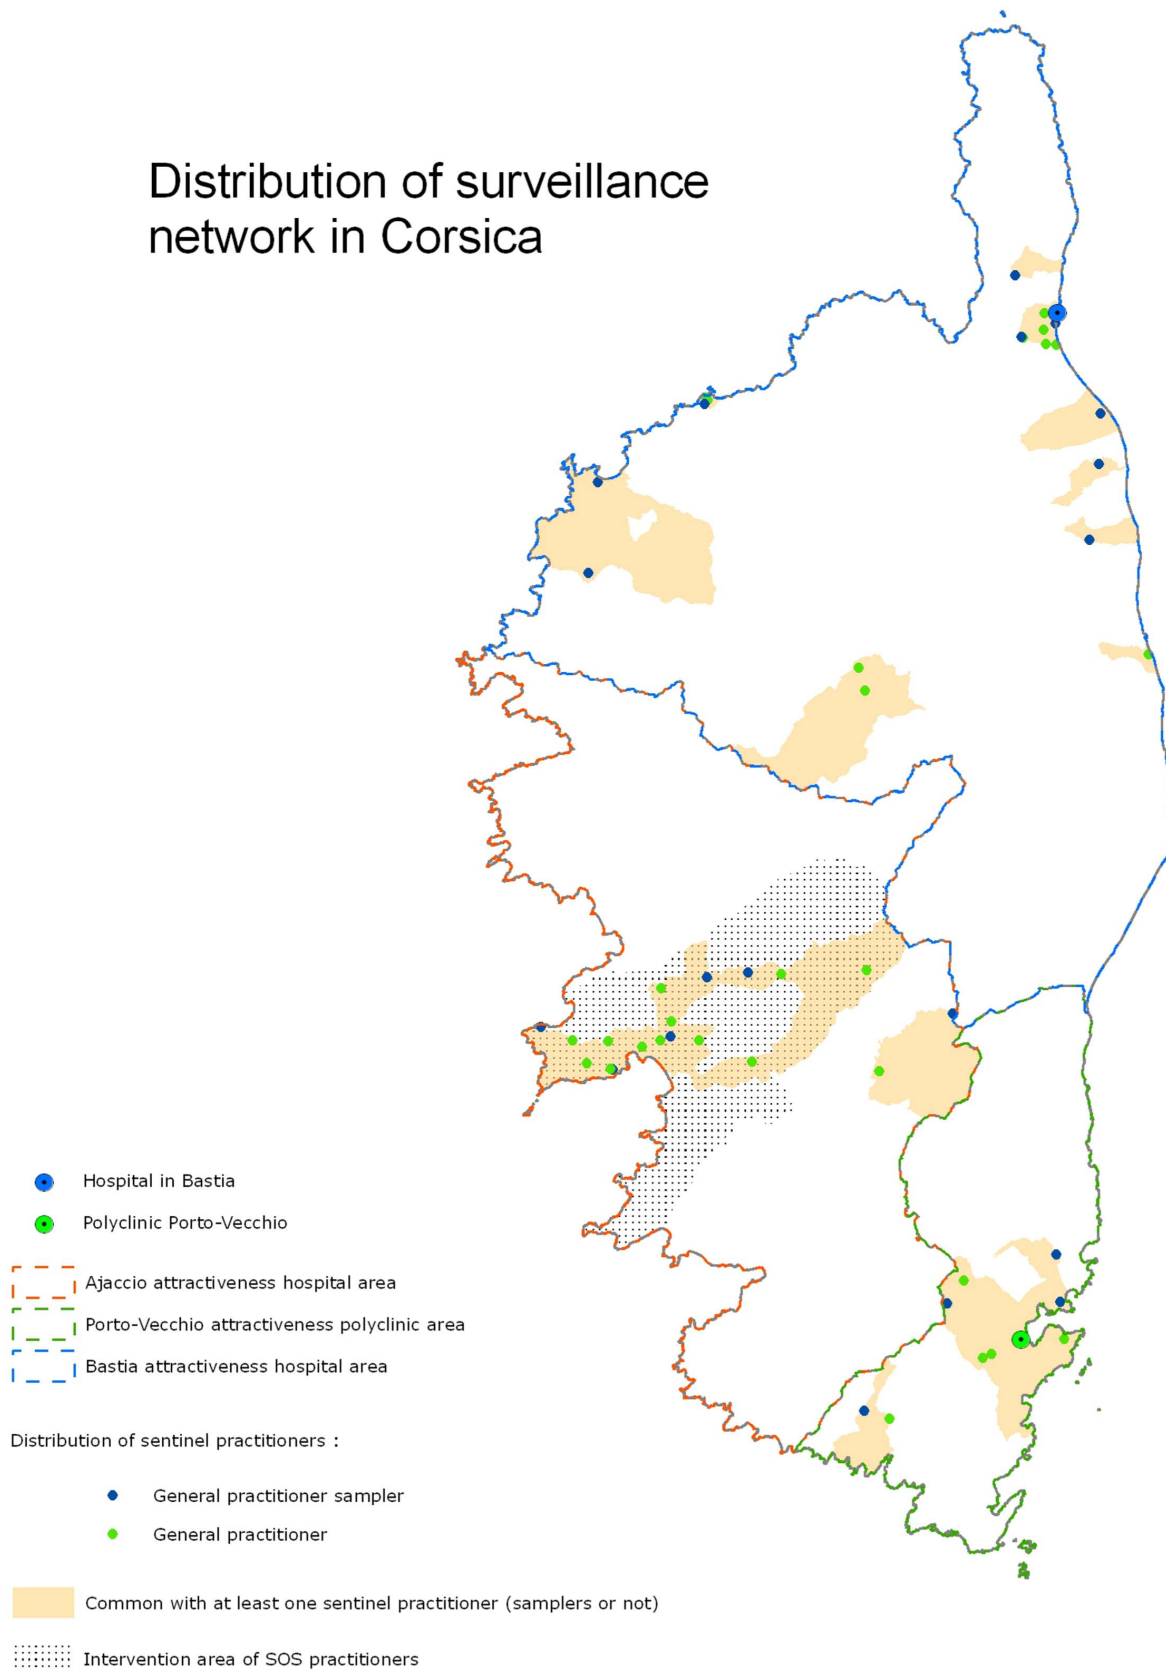 Distribution of surveillance
network in Corsica
Hospital in Bastia
Polyclinic Porto-Vecchio
Ajaccio attractiveness hospital area
Porto-Vecchio attractiveness polyclinic area
Bastia attractiveness hospital area
Distribution of sentinel practitioners :
General practitioner sampler
General practitioner
Common with at least one sentinel practitioner (samplers or not)
Intervention area of SOS practitioners